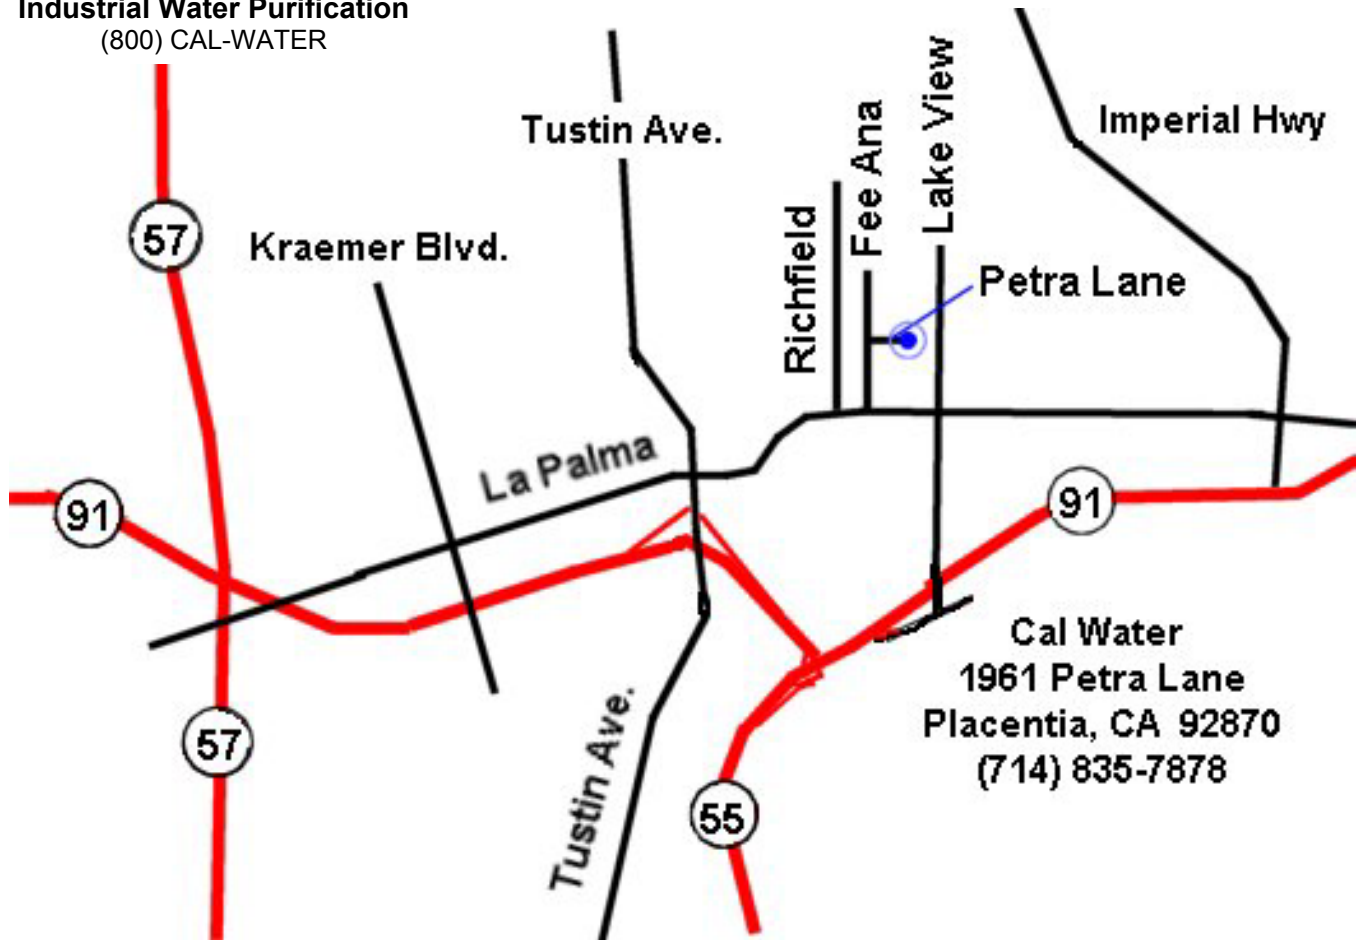 Industrial Water Purification
(800) CAL-WATER
Tustin Ave.
Imperial Hwy
Lake View
Fee Ana
Richfield
57
Kraemer Blvd.
Petra Lane
La Palma
91
91
Cal Water
1961 Petra Lane
Placentia, CA 92870
(714) 835-7878
57
Tustin Ave.
55